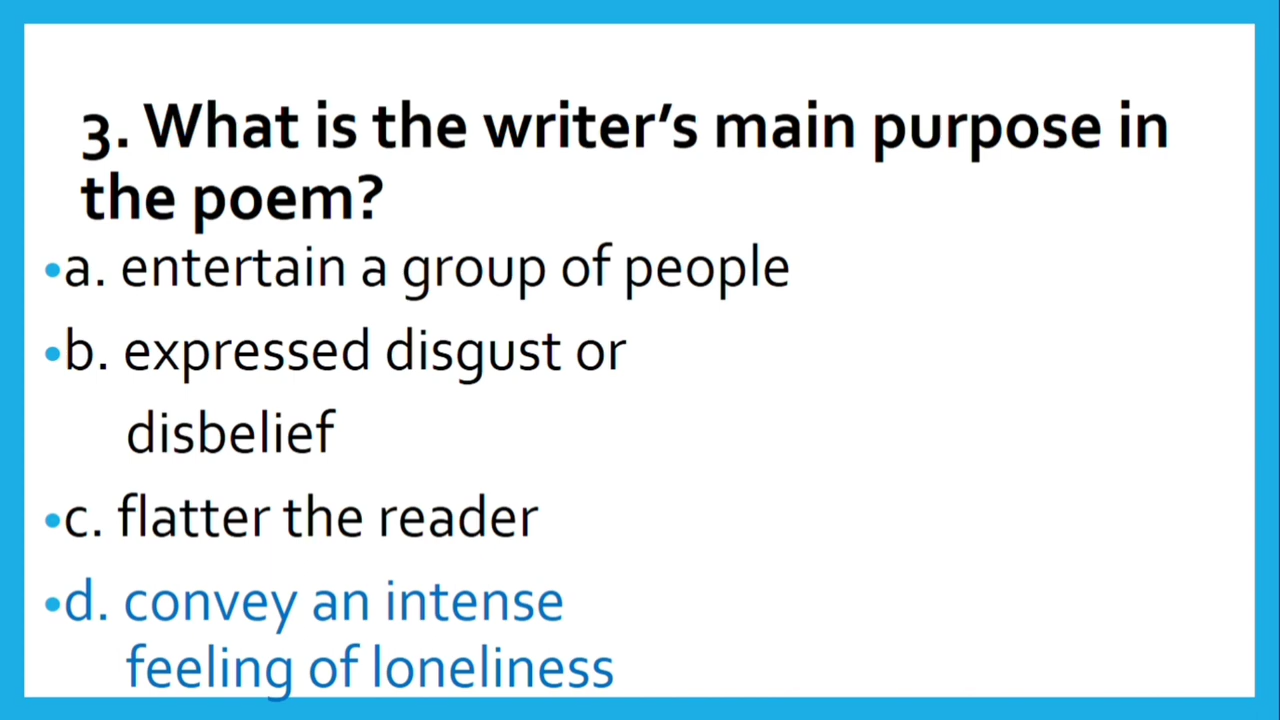 3. What is the writer’s main purpose in
the poem?
•a. entertain a group of people
•b. expressed disgust or
disbelief
•c. flatter the reader
•d. convey an intense
feeling of loneliness